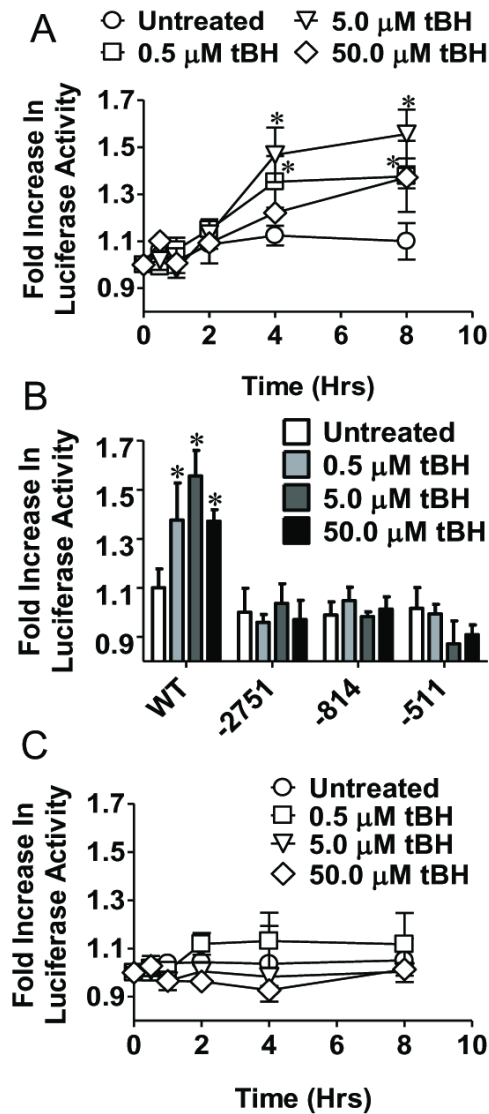 A
Untreated
5.0 μM tBH
0.5 μM tBH
50.0 μM tBH
Fold Increase In
Luciferase Activity
1.7
1.5
1.3
1.1
0.9
*
*
*
*
0 2 4 6 8 10
Time (Hrs)
B
Untreated
0.5 μM tBH
5.0 μM tBH
50.0 μM tBH
Fold Increase In
Luciferase Activity
1.7
1.5
1.3
1.1
0.9
*
*
*
WT
-2751
-814
-511
C
Untreated
0.5 μM tBH
5.0 μM tBH
50.0 μM tBH
Fold Increase In
Luciferase Activity
1.7
1.5
1.3
1.1
0.9
0 2 4 6 8 10
Time (Hrs)